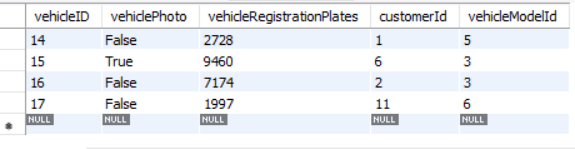 vehicleID vehiclePhoto vehicleRegistrationPlates customerId vehicleModelId
14 False 2728 1 5
15 True 9460 6 3
16 False 7174 2 3
17 False 1997 11 6
NULL NULL NULL NULL NULL